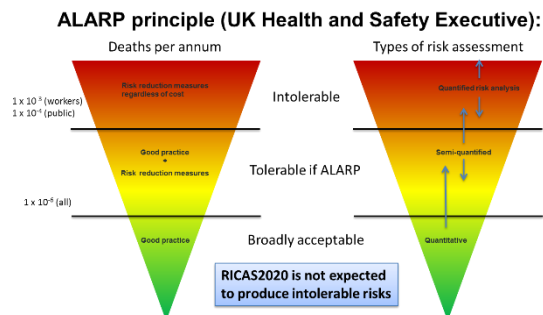 ALARP principle (UK Health and Safety Executive):
Deaths per annum
Types of risk assessment
Risk reduction measures
regardless of cost
Intolerable
Quantified risk analysis
1 x 10⁻³ (workers)
1 x 10⁻⁴ (public)
Good practice
+
Risk reduction measures
Tolerable if ALARP
Semi-quantified
1 x 10⁻⁶ (all)
Good practice
Broadly acceptable
Quantitative
RICAS2020 is not expected
to produce intolerable risks